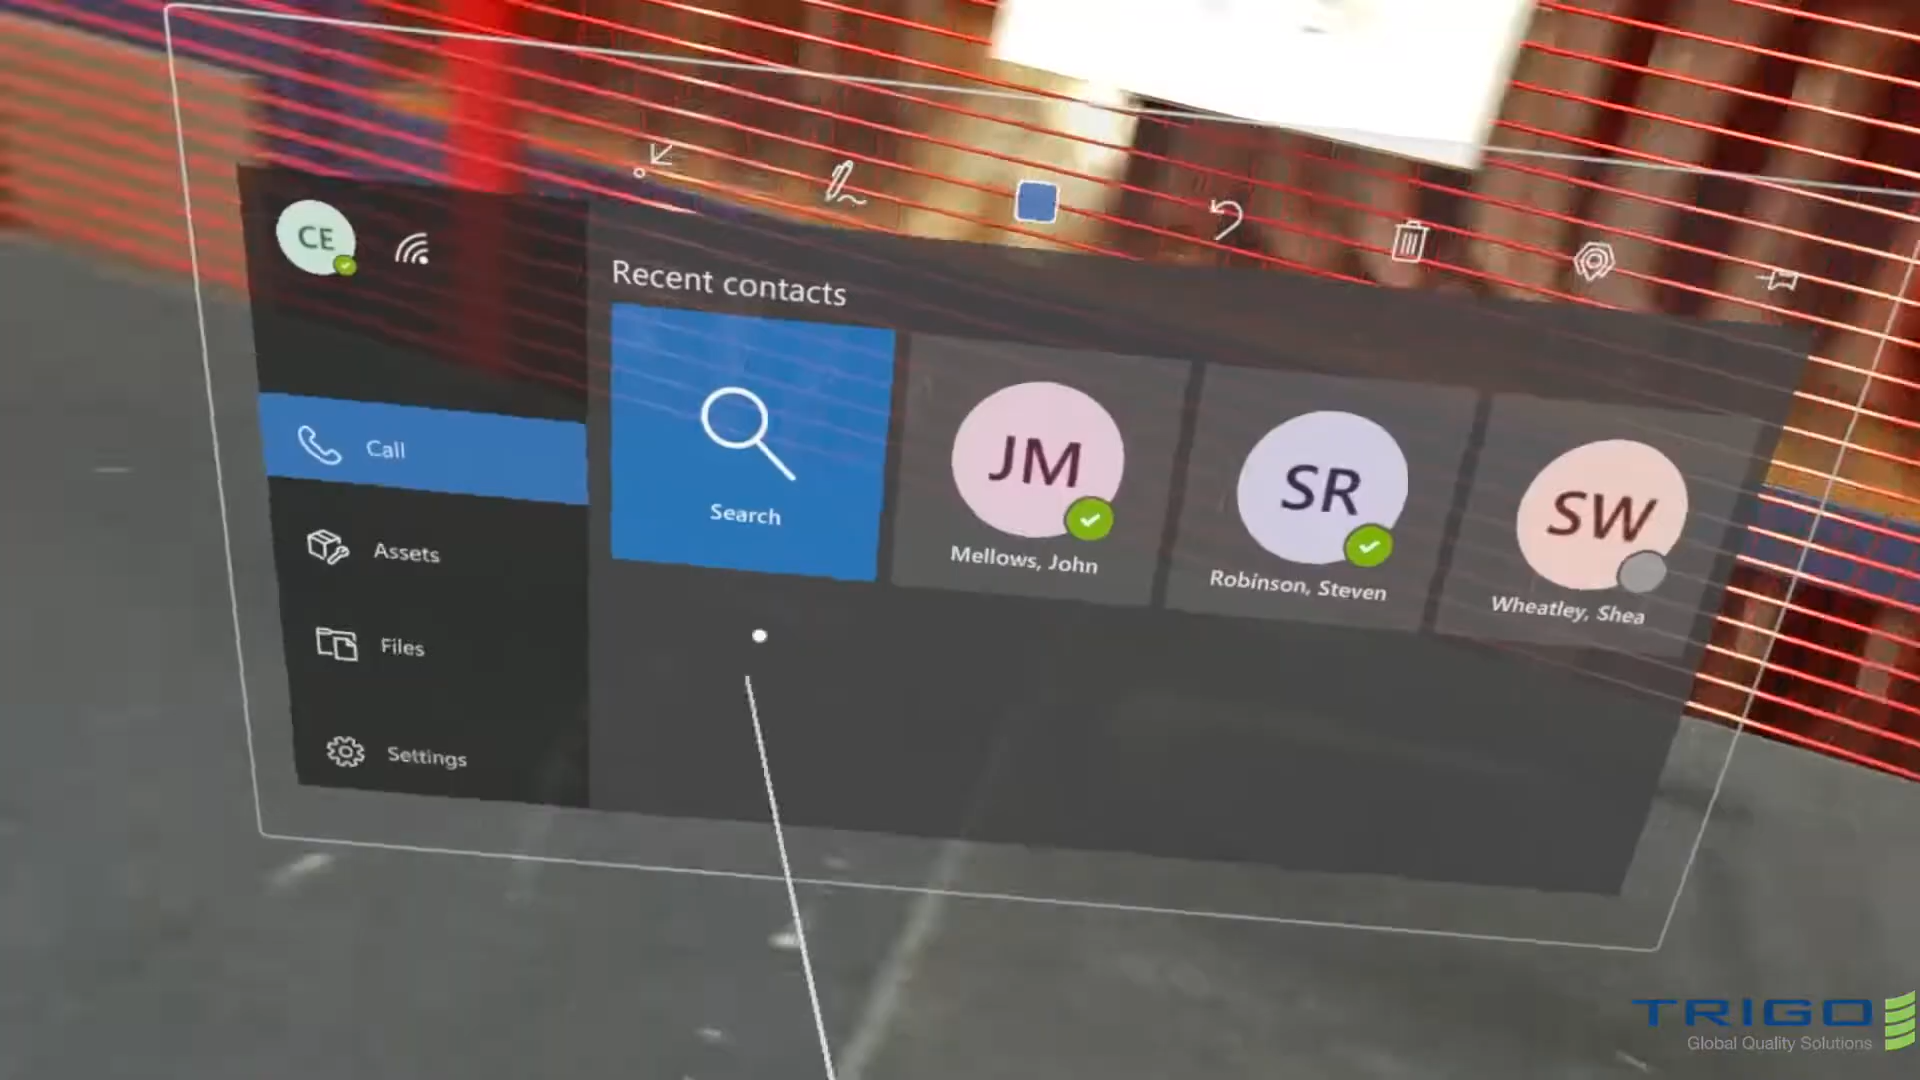 CE
Recent contacts
Call
Assets
Files
Settings
Search
JM
Mellows, John
SR
Robinson, Steven
SW
Wheatley, Shea
TRIGO
Global Quality Solutions